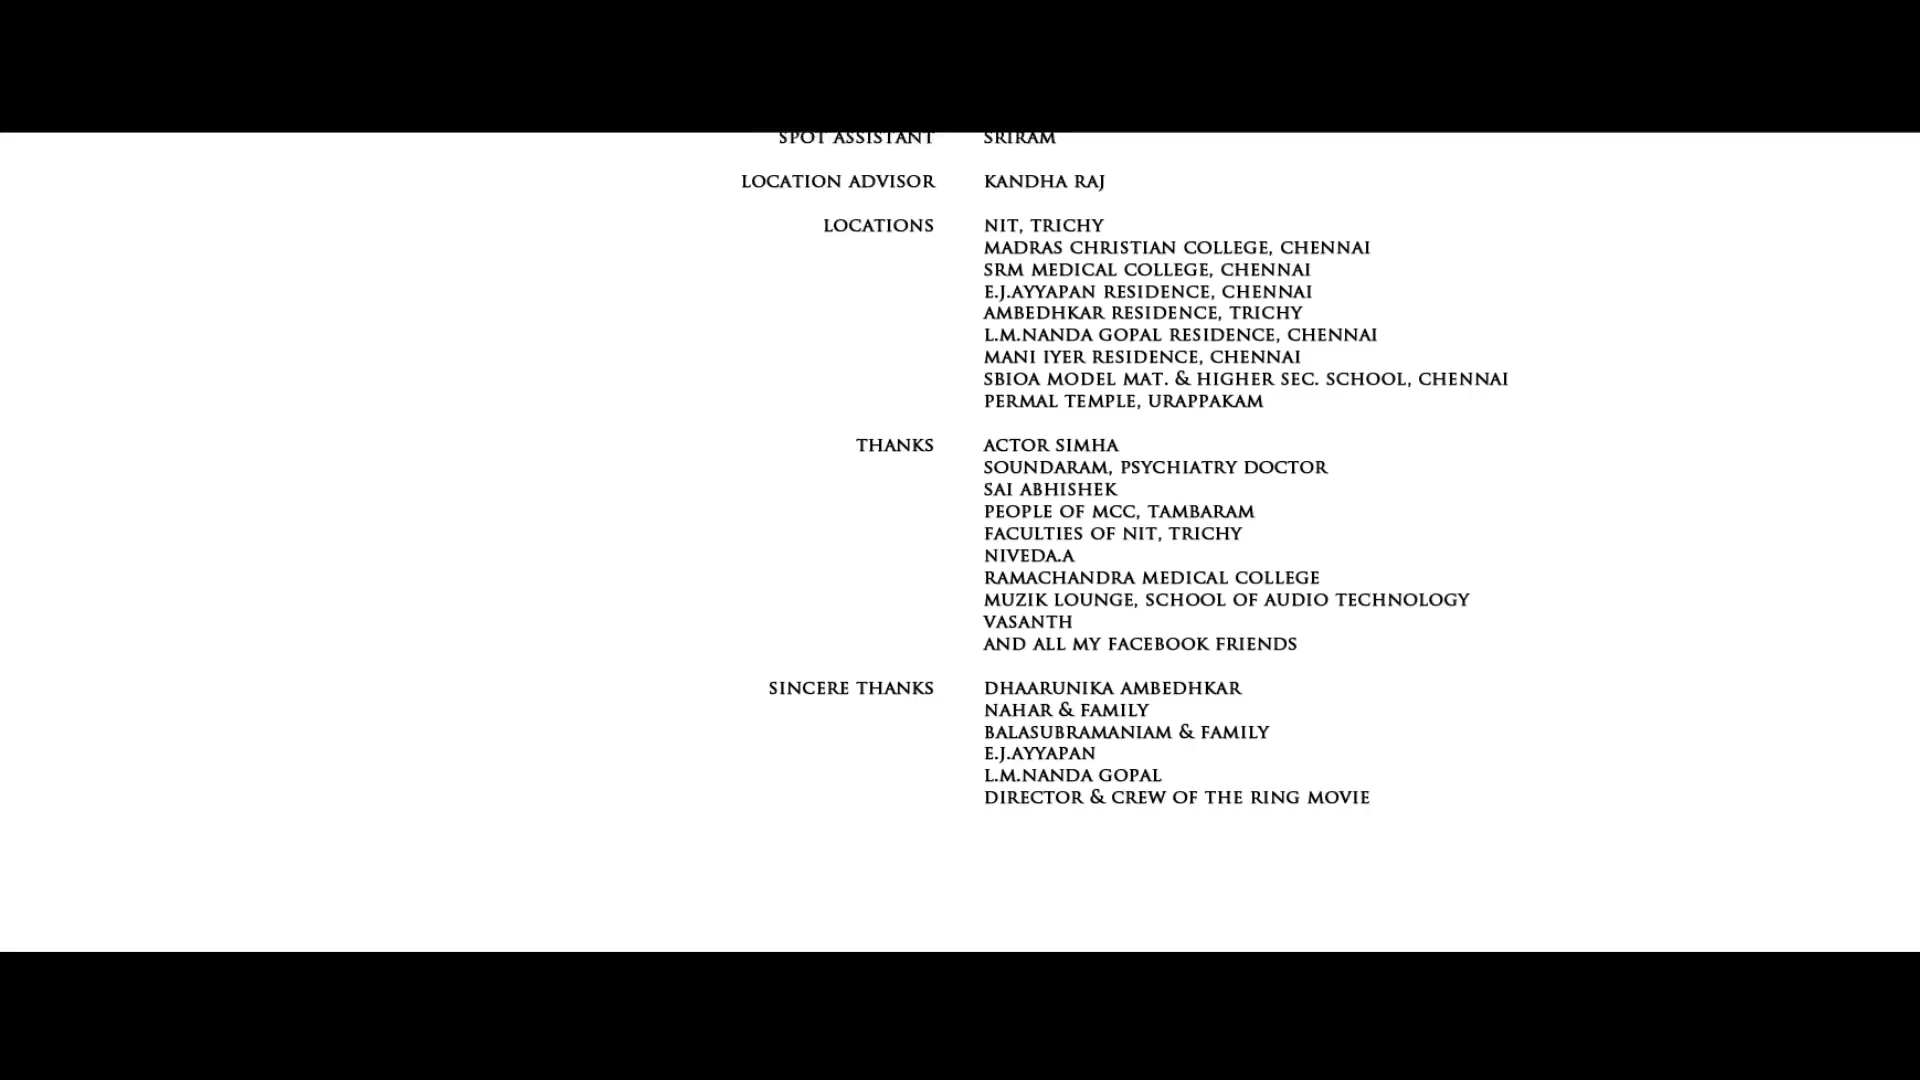 SPOT ASSISTANT SRIRAM
LOCATION ADVISOR KANDHA RAJ
LOCATIONS NIT, TRICHY
MADRAS CHRISTIAN COLLEGE, CHENNAI
SRM MEDICAL COLLEGE, CHENNAI
E.J.AYYAPAN RESIDENCE, CHENNAI
AMBEDHKAR RESIDENCE, TRICHY
L.M.NANDA GOPAL RESIDENCE, CHENNAI
MANI IYER RESIDENCE, CHENNAI
SBIOA MODEL MAT. & HIGHER SEC. SCHOOL, CHENNAI
PERMAL TEMPLE, URAPPAKAM
THANKS ACTOR SIMHA
SOUNDARAM, PSYCHIATRY DOCTOR
SAI ABHISHEK
PEOPLE OF MCC, TAMBARAM
FACULTIES OF NIT, TRICHY
NIVEDA.A
RAMACHANDRA MEDICAL COLLEGE
MUZIK LOUNGE, SCHOOL OF AUDIO TECHNOLOGY
VASANTH
AND ALL MY FACEBOOK FRIENDS
SINCERE THANKS DHAARUNIKA AMBEDHKAR
NAHAR & FAMILY
BALASUBRAMANIAM & FAMILY
E.J.AYYAPAN
L.M.NANDA GOPAL
DIRECTOR & CREW OF THE RING MOVIE